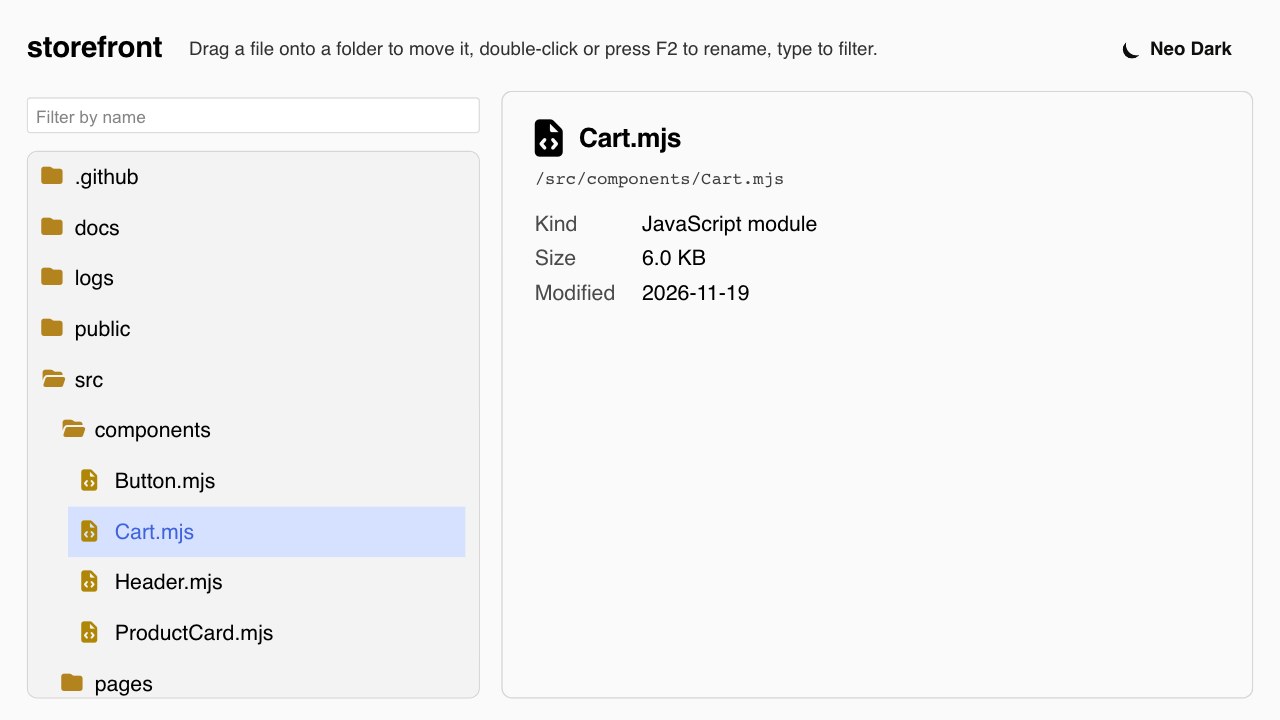 storefront
Drag a file onto a folder to move it, double-click or press F2 to rename, type to filter.
Neo Dark
Filter by name
.github
docs
logs
public
src
components
Button.mjs
Cart.mjs
Header.mjs
ProductCard.mjs
pages
Cart.mjs
/src/components/Cart.mjs
Kind JavaScript module
Size 6.0 KB
Modified 2026-11-19